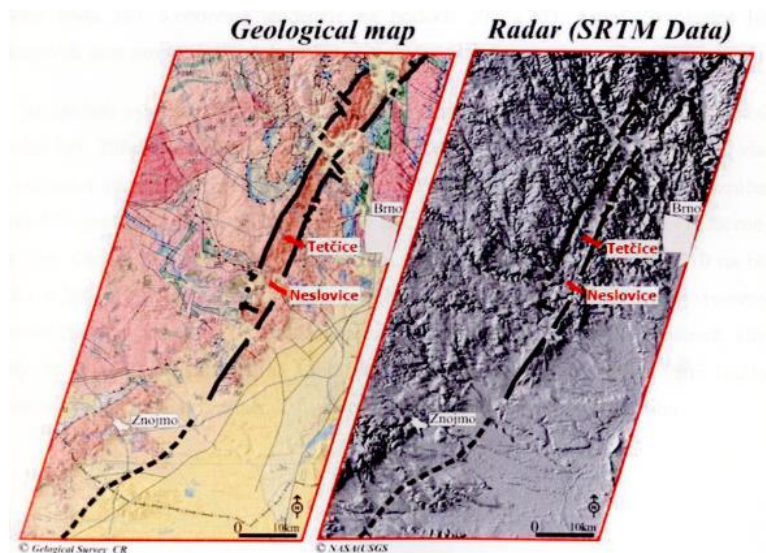 Geological map
Radar (SRTM Data)
Brno
Tetčice
Neslovice
Znojmo
0 10km
© Gelogical Survey CR
Brno
Tetčice
Neslovice
Znojmo
0 10km
© NASA/USGS